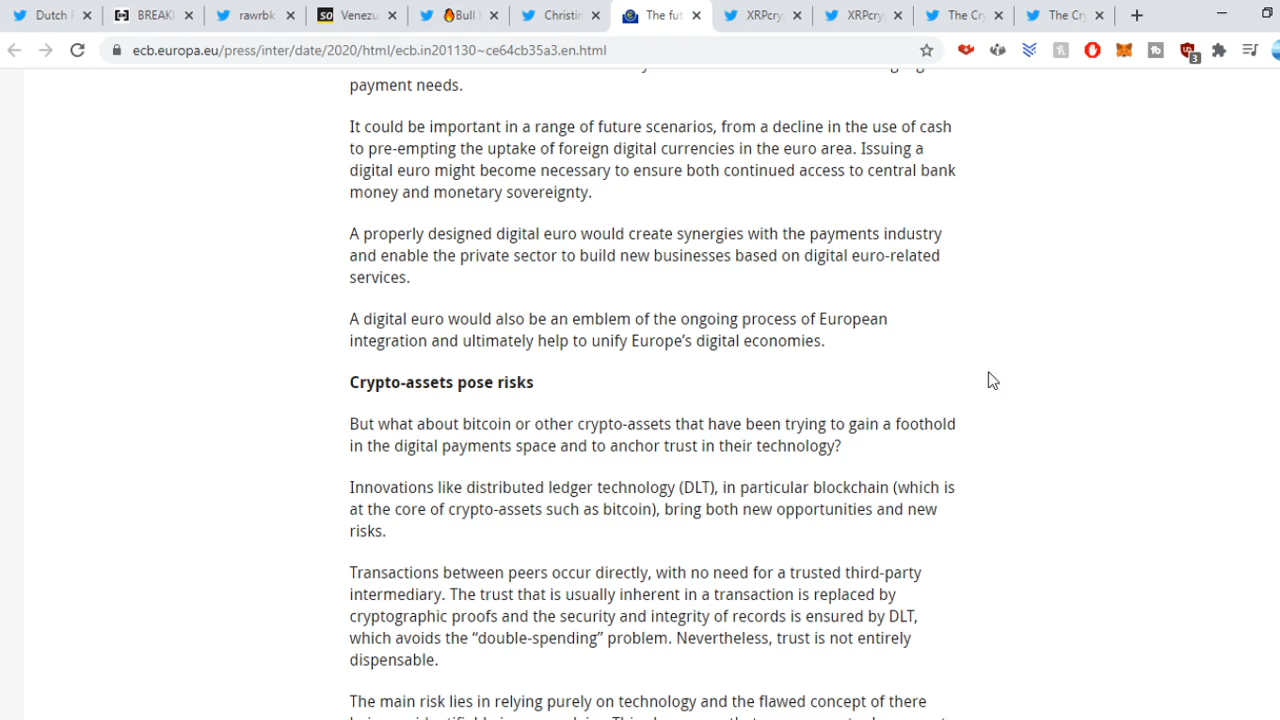 Dutch
BREAK
rawrbk
SO Venezu
Bull
Christin
The fut
XRPcry
XRPcry
The Cr
The Cr
ecb.europa.eu/press/inter/date/2020/html/ecb.in201130~ce64cb35a3.en.html
3
payment needs.
It could be important in a range of future scenarios, from a decline in the use of cash
to pre-empting the uptake of foreign digital currencies in the euro area. Issuing a
digital euro might become necessary to ensure both continued access to central bank
money and monetary sovereignty.
A properly designed digital euro would create synergies with the payments industry
and enable the private sector to build new businesses based on digital euro-related
services.
A digital euro would also be an emblem of the ongoing process of European
integration and ultimately help to unify Europe’s digital economies.
Crypto-assets pose risks
But what about bitcoin or other crypto-assets that have been trying to gain a foothold
in the digital payments space and to anchor trust in their technology?
Innovations like distributed ledger technology (DLT), in particular blockchain (which is
at the core of crypto-assets such as bitcoin), bring both new opportunities and new
risks.
Transactions between peers occur directly, with no need for a trusted third-party
intermediary. The trust that is usually inherent in a transaction is replaced by
cryptographic proofs and the security and integrity of records is ensured by DLT,
which avoids the “double-spending” problem. Nevertheless, trust is not entirely
dispensable.
The main risk lies in relying purely on technology and the flawed concept of there